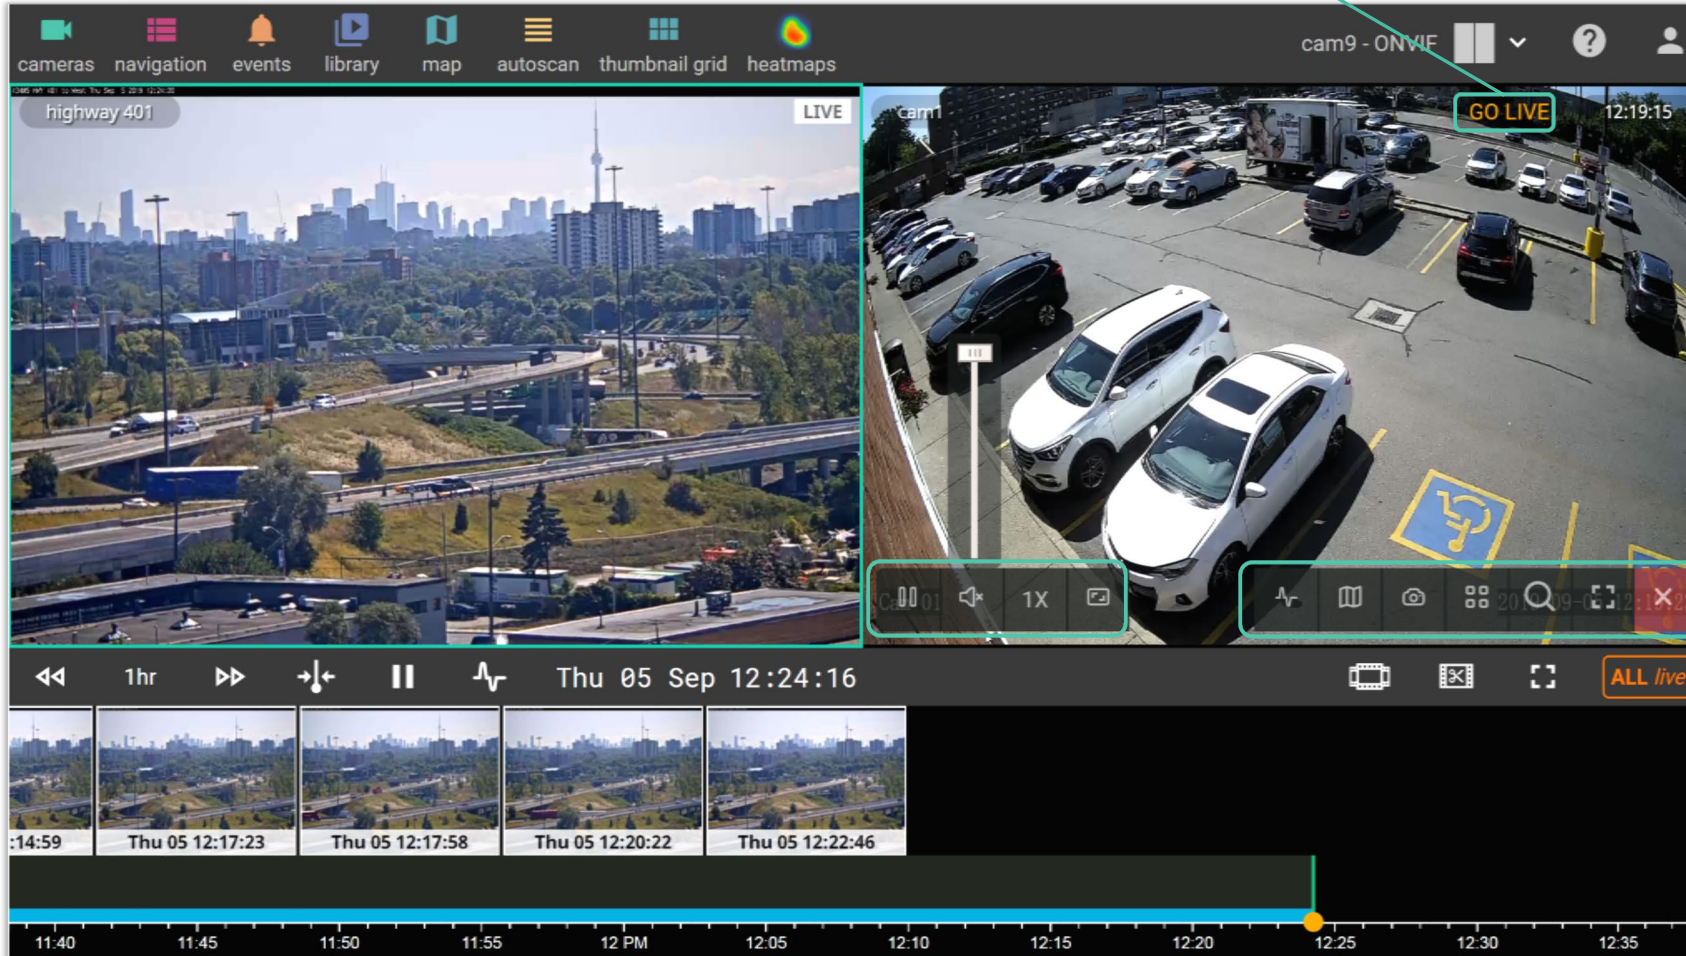 cameras navigation events library map autoscan thumbnail grid heatmaps
cam9 - ONVIF
highway 401
LIVE
cam1
GO LIVE
12:19:15
1X
1hr
Thu 05 Sep 12:24:16
ALL live
:14:59
Thu 05 12:17:23
Thu 05 12:17:58
Thu 05 12:20:22
Thu 05 12:22:46
11:40 11:45 11:50 11:55 12 PM 12:05 12:10 12:15 12:20 12:25 12:30 12:35